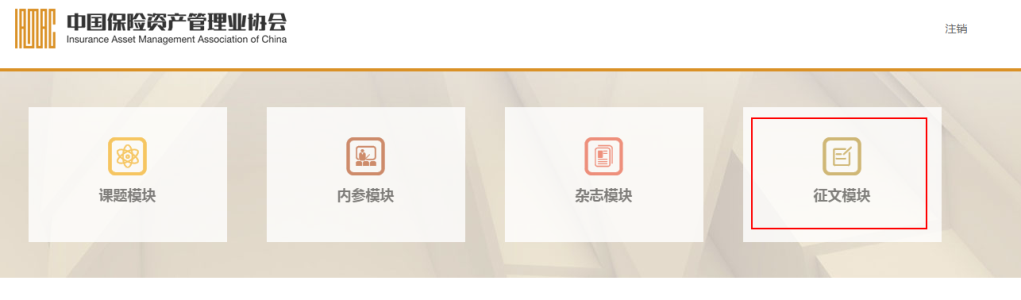 IAMAC 中国保险资产管理业协会
Insurance Asset Management Association of China
注销
课题模块
内参模块
杂志模块
征文模块